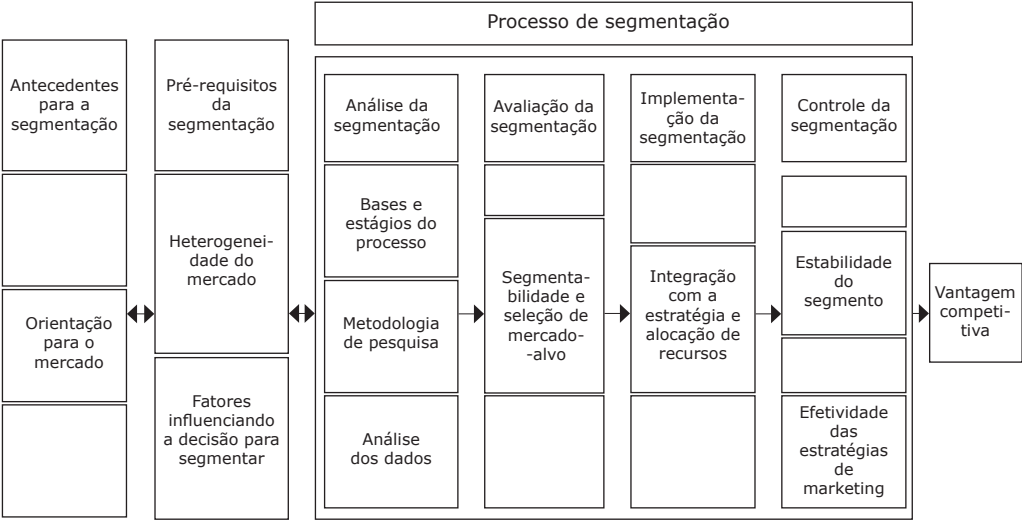 Processo de segmentação
Antecedentes
para a
segmentação
Orientação
para o
mercado
Pré-requisitos
da
segmentação
Heterogenei-
dade do
mercado
Fatores
influenciando
a decisão para
segmentar
Análise da
segmentação
Bases e
estágios do
processo
Metodologia
de pesquisa
Análise
dos dados
Avaliação da
segmentação
Segmenta-
bilidade e
seleção de
mercado-
-alvo
Implementa-
ção da
segmentação
Integração
com a
estratégia e
alocação de
recursos
Controle da
segmentação
Estabilidade
do
segmento
Efetividade
das
estratégias
de
marketing
Vantagem
competi-
tiva